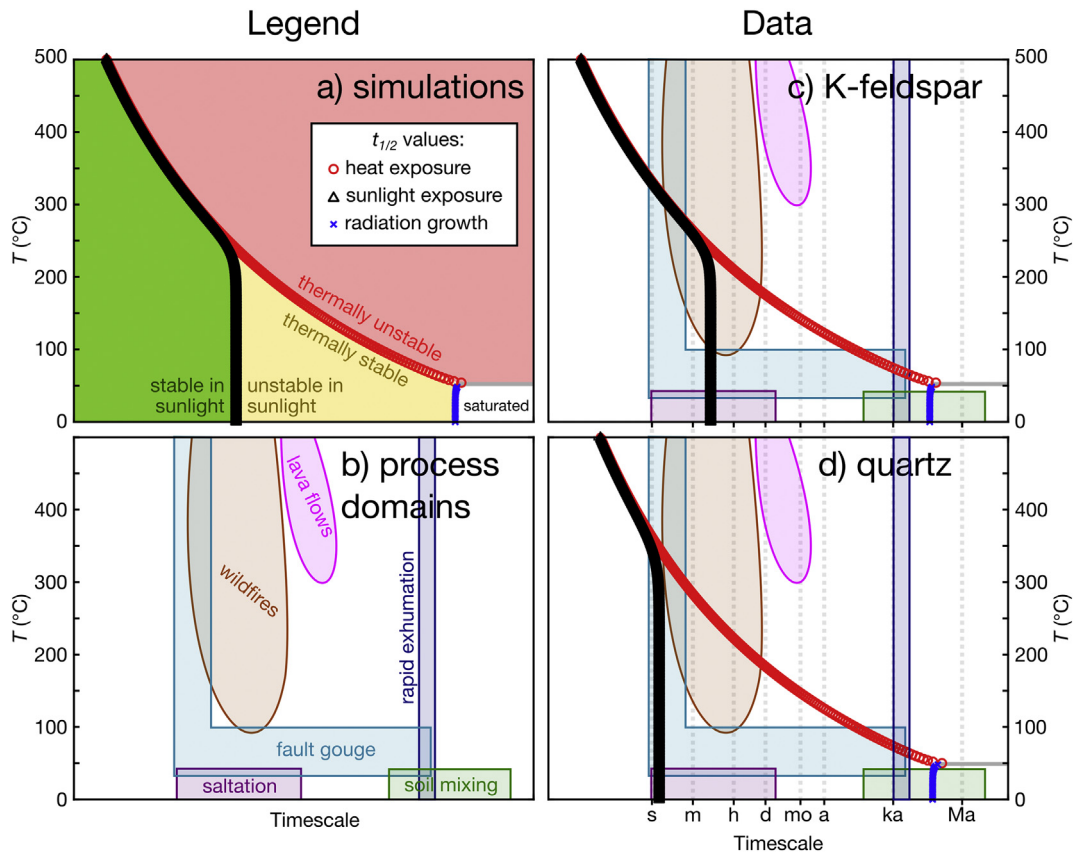 Legend
Data
500
400
300
200
100
0
T (°C)
a) simulations
t1/2 values:
heat exposure
sunlight exposure
radiation growth
thermally unstable
thermally stable
stable in
sunlight
unstable in
sunlight
saturated
c) K-feldspar
500
400
300
200
100
0
T (°C)
b) process
domains
400
300
200
100
0
T (°C)
lava flows
wildfires
rapid exhumation
fault gouge
saltation
soil mixing
Timescale
d) quartz
400
300
200
100
0
T (°C)
s m h d mo a ka Ma
Timescale